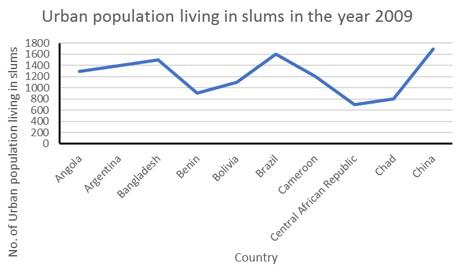 Urban population living in slums in the year 2009
No. of Urban population living in slums
1800
1600
1400
1200
1000
800
600
400
200
0
Angola
Argentina
Bangladesh
Benin
Bolivia
Brazil
Cameroon
Central African Republic
Chad
China
Country